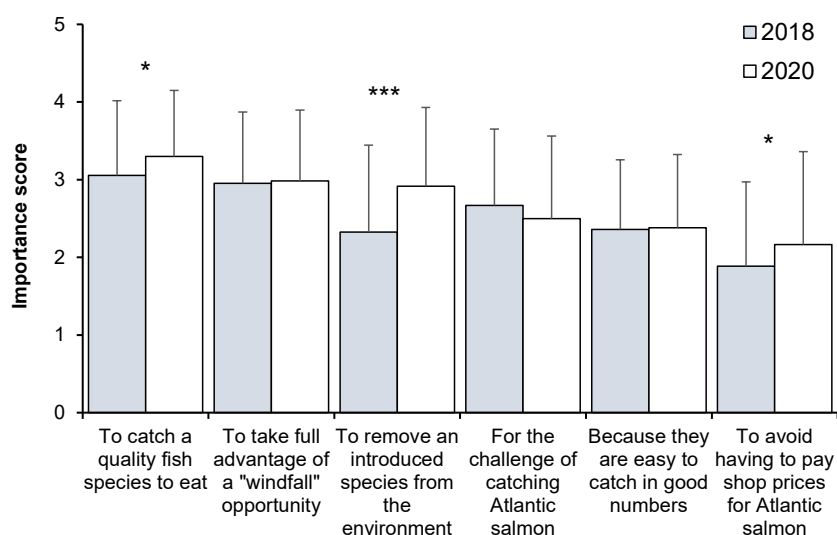 5
4
3
2
1
0
Importance score
2018
2020
*
***
*
To catch a
quality fish
species to eat
To take full
advantage of
a "windfall"
opportunity
To remove an
introduced
species from
the
environment
For the
challenge of
catching
Atlantic
salmon
Because they
are easy to
catch in good
numbers
To avoid
having to pay
shop prices
for Atlantic
salmon